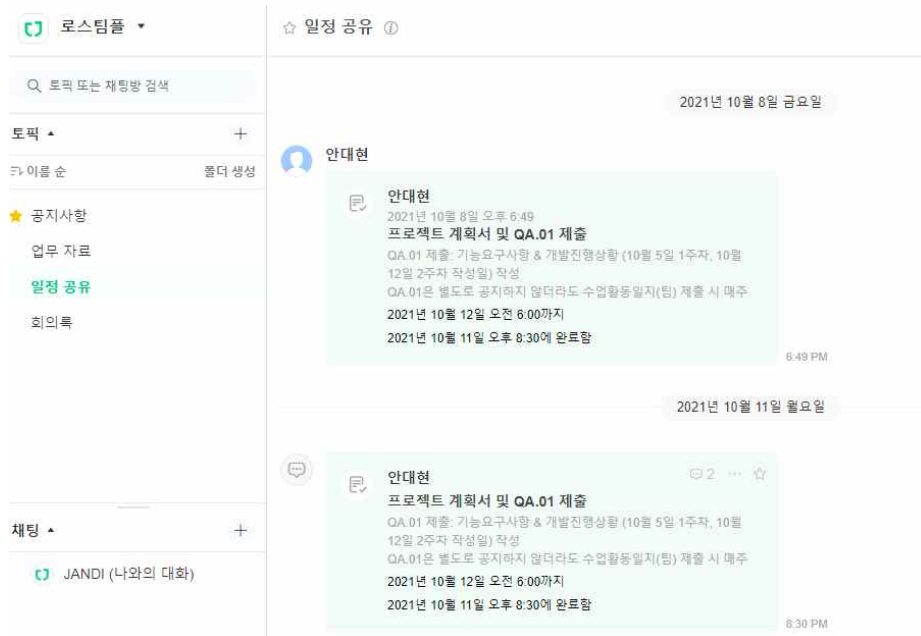 로스팀플
토픽 또는 채팅방 검색
토픽
이름 순 폴더 생성
공지사항
업무 자료
일정 공유
회의록
채팅
JANDI (나와의 대화)
일정 공유
2021년 10월 8일 금요일
안대현
안대현
2021년 10월 8일 오후 6:49
프로젝트 계획서 및 QA.01 제출
QA.01 제출: 기능요구사항 & 개발진행상황 (10월 5일 1주차, 10월
12일 2주차 작성일) 작성
QA.01은 별도로 공지하지 않더라도 수업활동일지(팀) 제출 시 매주
2021년 10월 12일 오전 6:00까지
2021년 10월 11일 오후 8:30에 완료함
6:49 PM
2021년 10월 11일 월요일
안대현 2
프로젝트 계획서 및 QA.01 제출
QA.01 제출: 기능요구사항 & 개발진행상황 (10월 5일 1주차, 10월
12일 2주차 작성일) 작성
QA.01은 별도로 공지하지 않더라도 수업활동일지(팀) 제출 시 매주
2021년 10월 12일 오전 6:00까지
2021년 10월 11일 오후 8:30에 완료함
8:30 PM